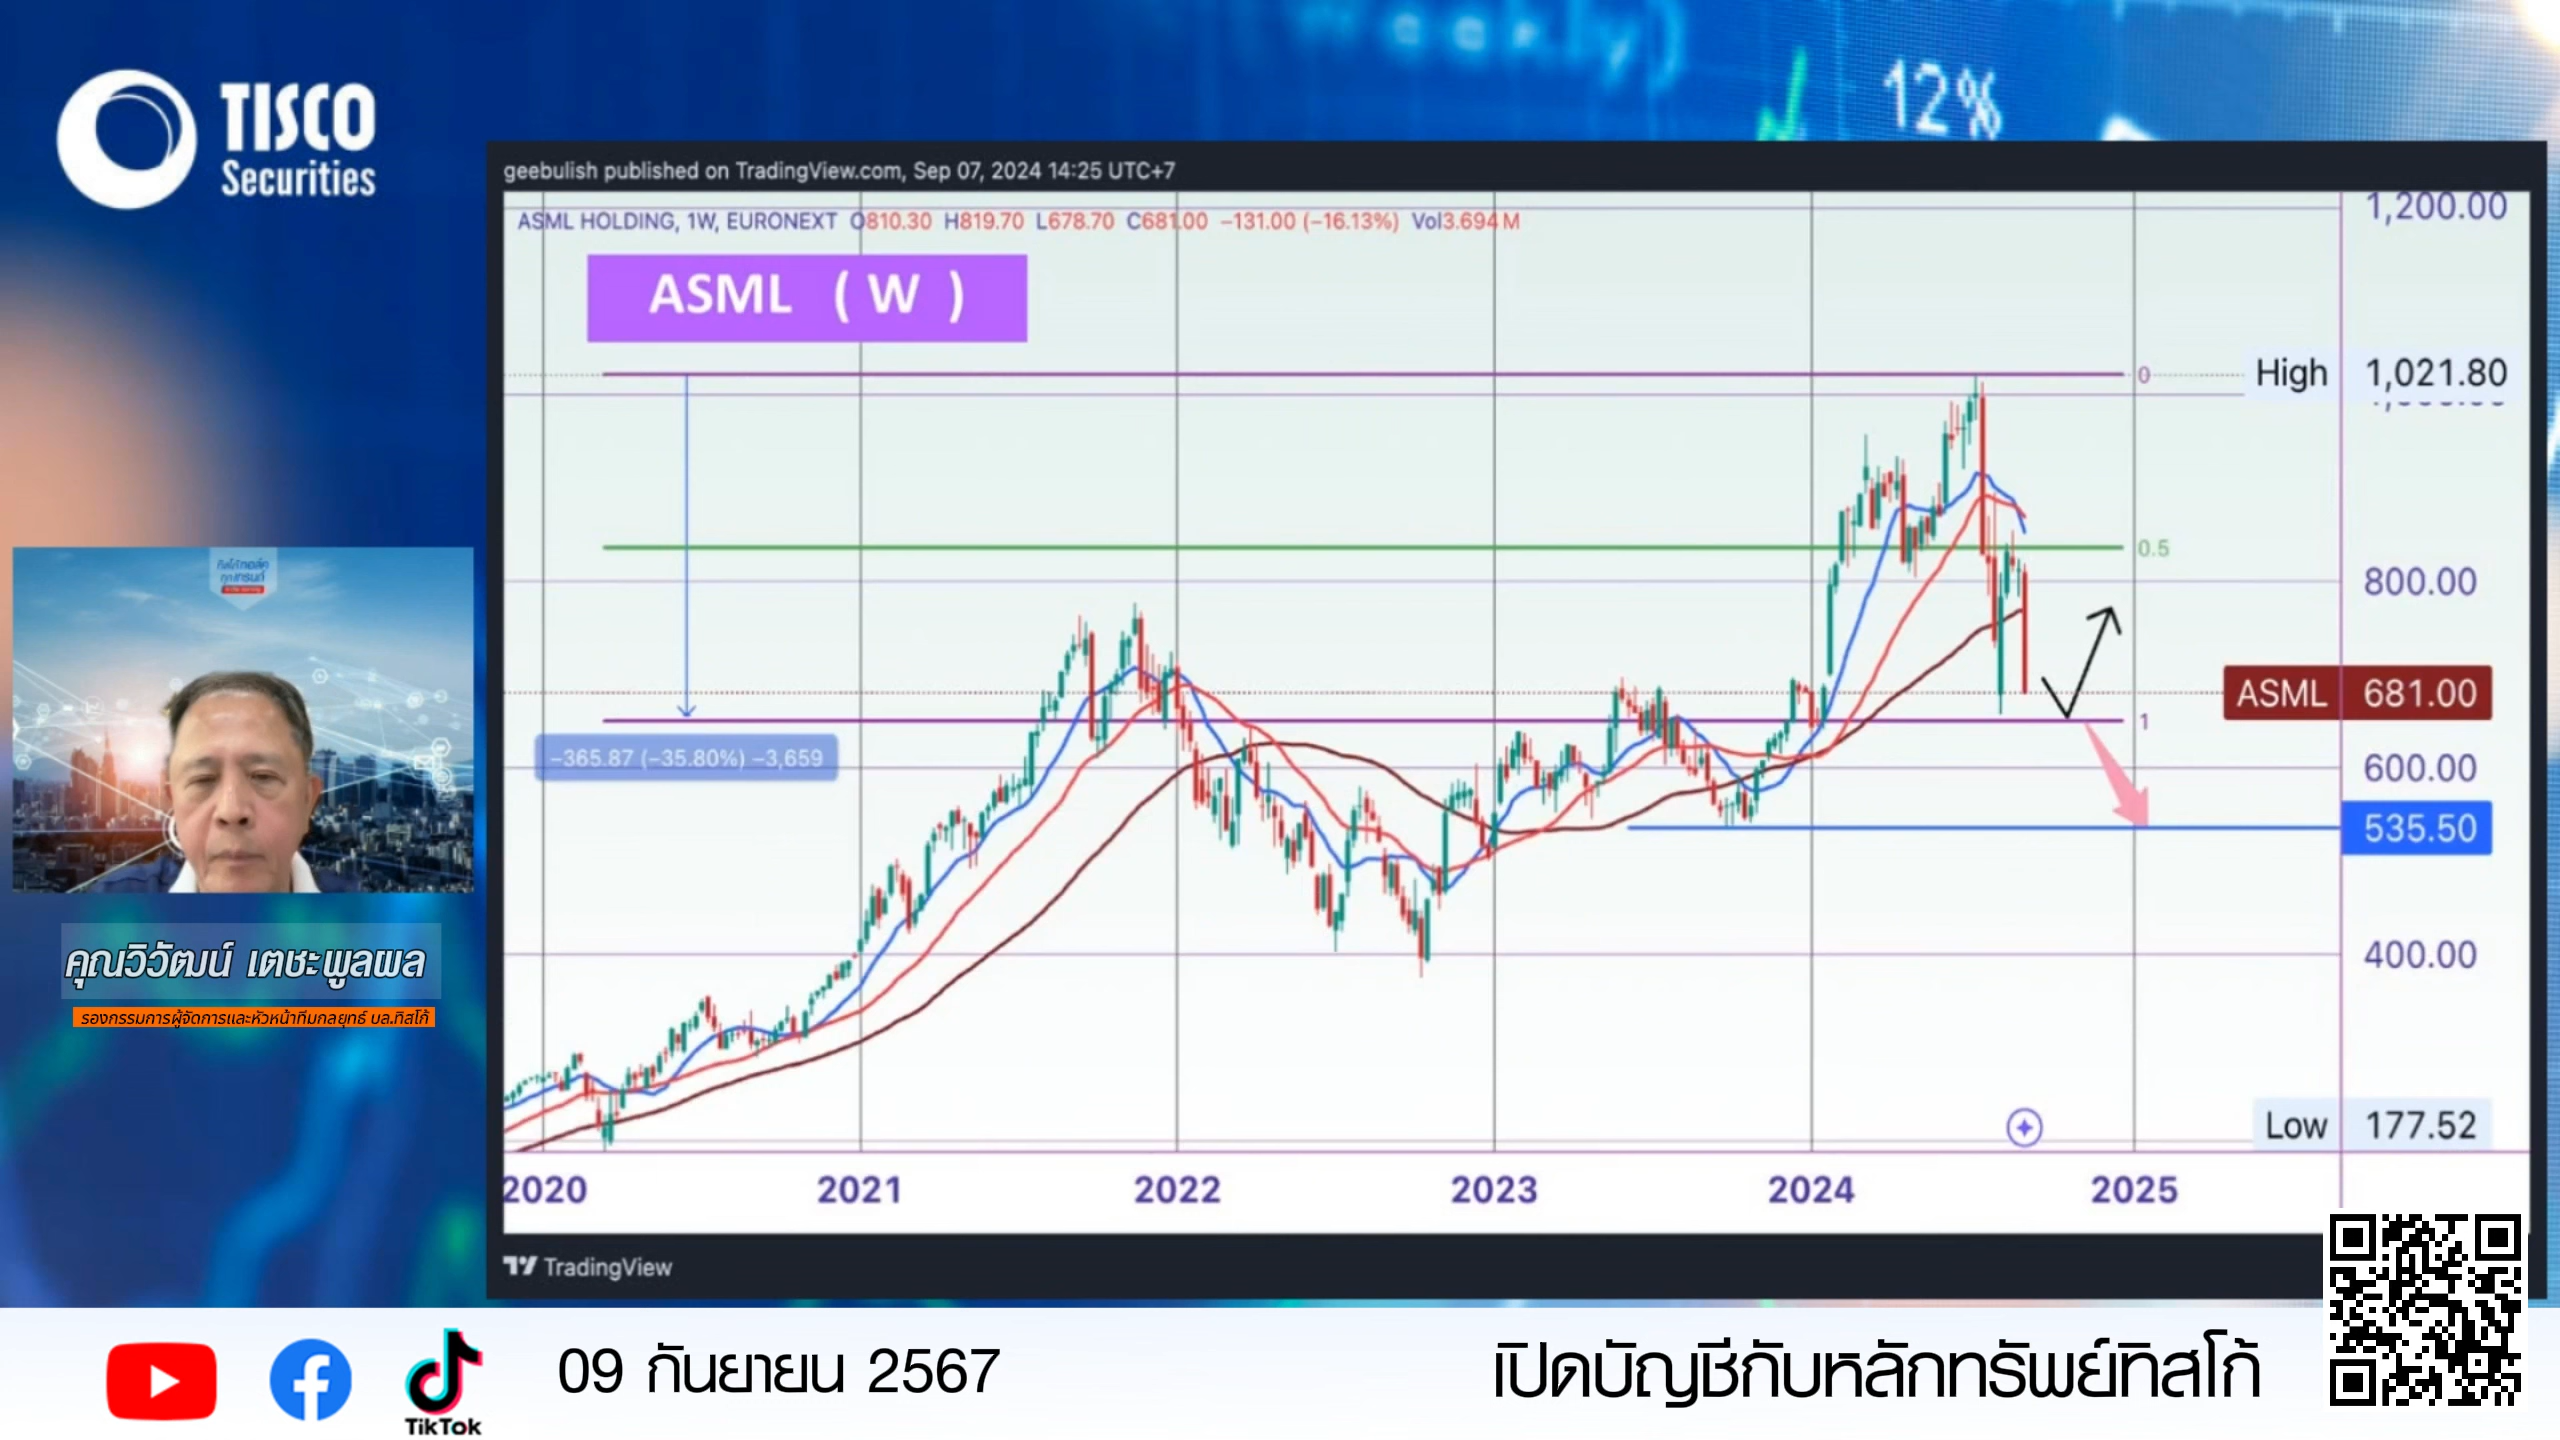 Weekly)
12%
TISCO
Securities
geebulish published on TradingView.com, Sep 07, 2024 14:25 UTC+7
ASML HOLDING, 1W, EURONEXT O810.30 H819.70 L678.70 C681.00 −131.00 (−16.13%) Vol3.694M
1,200.00
ASML ( W )
0
High 1,021.80
0.5
800.00
ASML 681.00
1
−365.87 (−35.80%) −3,659
600.00
535.50
400.00
Low 177.52
2020 2021 2022 2023 2024 2025
TradingView
คุณวิวัฒน์ เตชะพูลผล
รองกรรมการผู้จัดการและหัวหน้าทีมกลยุทธ์ บล.ทิสโก้
TikTok
09 กันยายน 2567
เปิดบัญชีกับหลักทรัพย์ทิสโก้